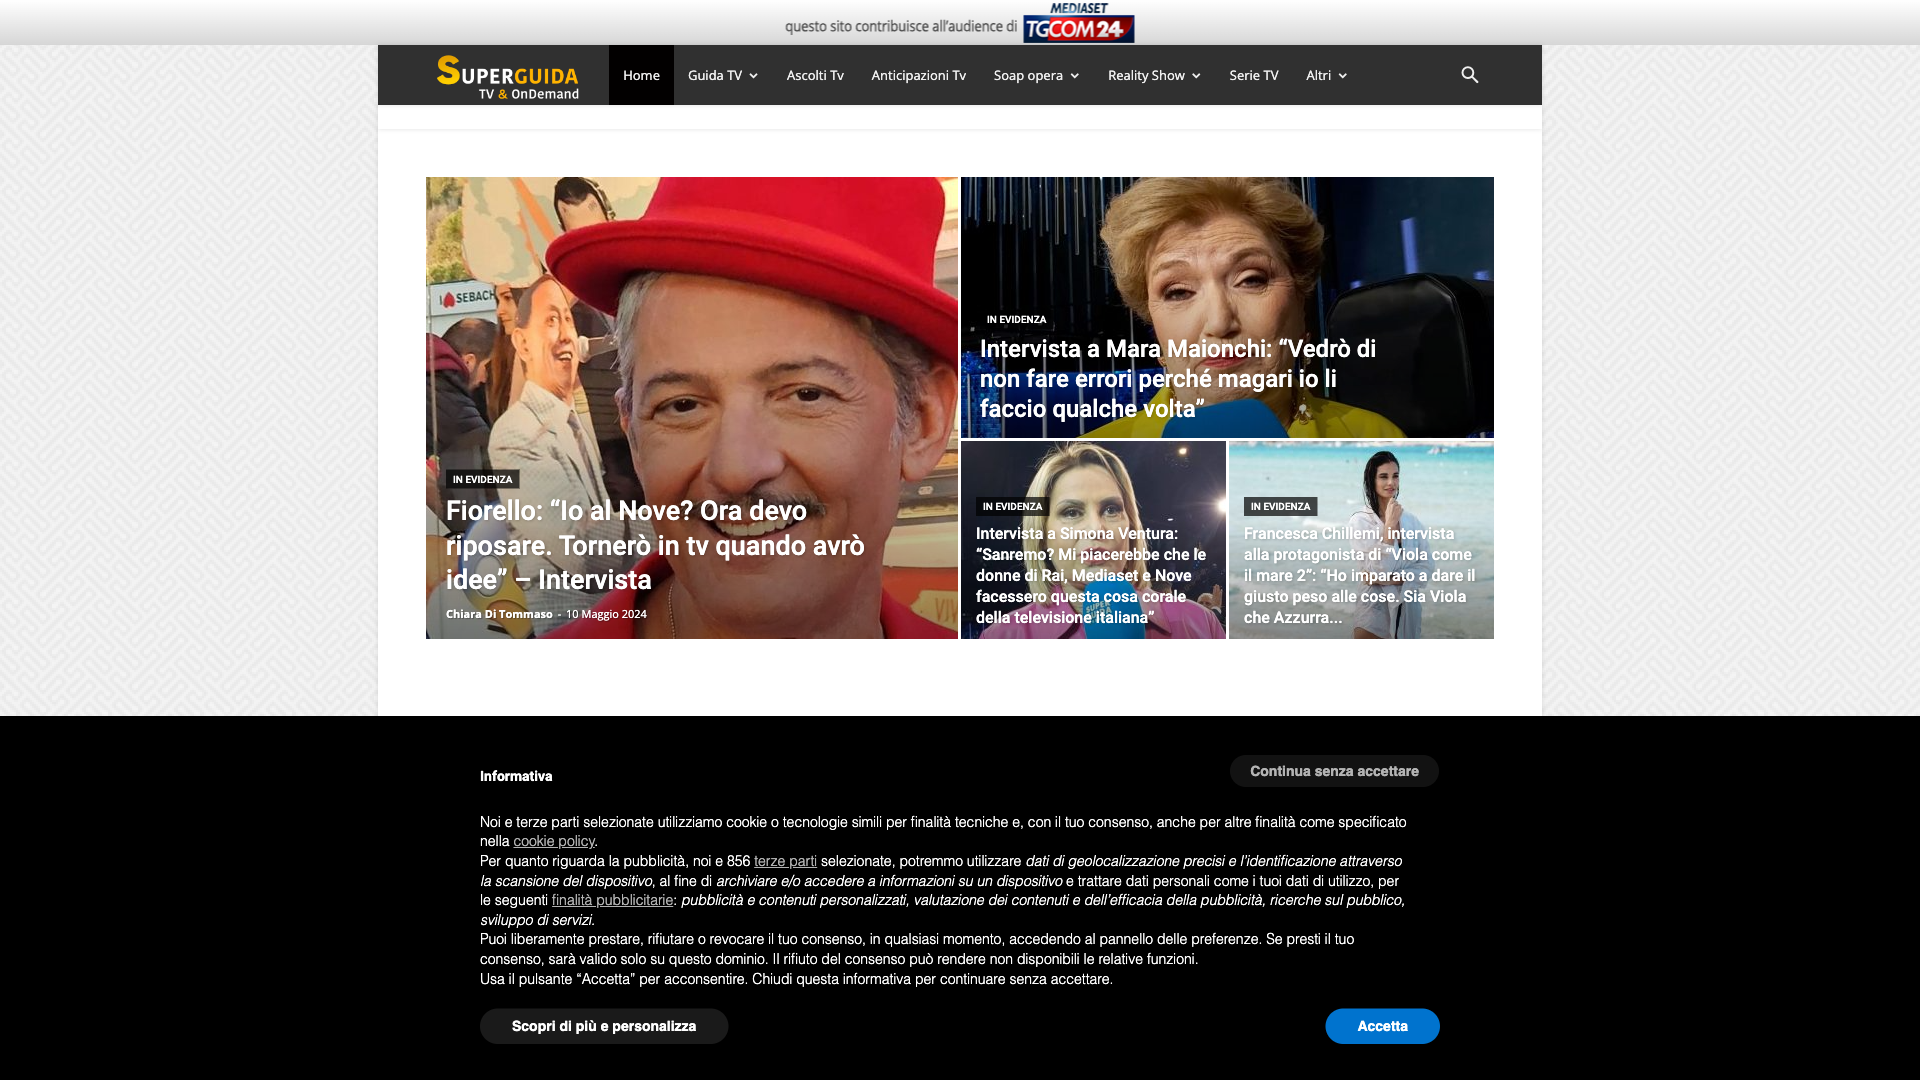 questo sito contribuisce all'audience di
MEDIASET
TGCOM24
SUPERGUIDA
TV & OnDemand
Home
Guida TV
Ascolti Tv
Anticipazioni Tv
Soap opera
Reality Show
Serie TV
Altri
I SEBACH
IN EVIDENZA
Fiorello: “Io al Nove? Ora devo
riposare. Tornerò in tv quando avrò
idee” – Intervista
Chiara Di Tommaso - 10 Maggio 2024
IN EVIDENZA
Intervista a Mara Maionchi: “Vedrò di
non fare errori perché magari io li
faccio qualche volta”
IN EVIDENZA
Intervista a Simona Ventura:
“Sanremo? Mi piacerebbe che le
donne di Rai, Mediaset e Nove
facessero questa cosa corale
della televisione italiana”
SUPER
IN EVIDENZA
Francesca Chillemi, intervista
alla protagonista di “Viola come
il mare 2”: “Ho imparato a dare il
giusto peso alle cose. Sia Viola
che Azzurra...
Informativa
Continua senza accettare
Noi e terze parti selezionate utilizziamo cookie o tecnologie simili per finalità tecniche e, con il tuo consenso, anche per altre finalità come specificato
nella cookie policy.
Per quanto riguarda la pubblicità, noi e 856 terze parti selezionate, potremmo utilizzare dati di geolocalizzazione precisi e l’identificazione attraverso
la scansione del dispositivo, al fine di archiviare e/o accedere a informazioni su un dispositivo e trattare dati personali come i tuoi dati di utilizzo, per
le seguenti finalità pubblicitarie: pubblicità e contenuti personalizzati, valutazione dei contenuti e dell’efficacia della pubblicità, ricerche sul pubblico,
sviluppo di servizi.
Puoi liberamente prestare, rifiutare o revocare il tuo consenso, in qualsiasi momento, accedendo al pannello delle preferenze. Se presti il tuo
consenso, sarà valido solo su questo dominio. Il rifiuto del consenso può rendere non disponibili le relative funzioni.
Usa il pulsante “Accetta” per acconsentire. Chiudi questa informativa per continuare senza accettare.
Scopri di più e personalizza
Accetta